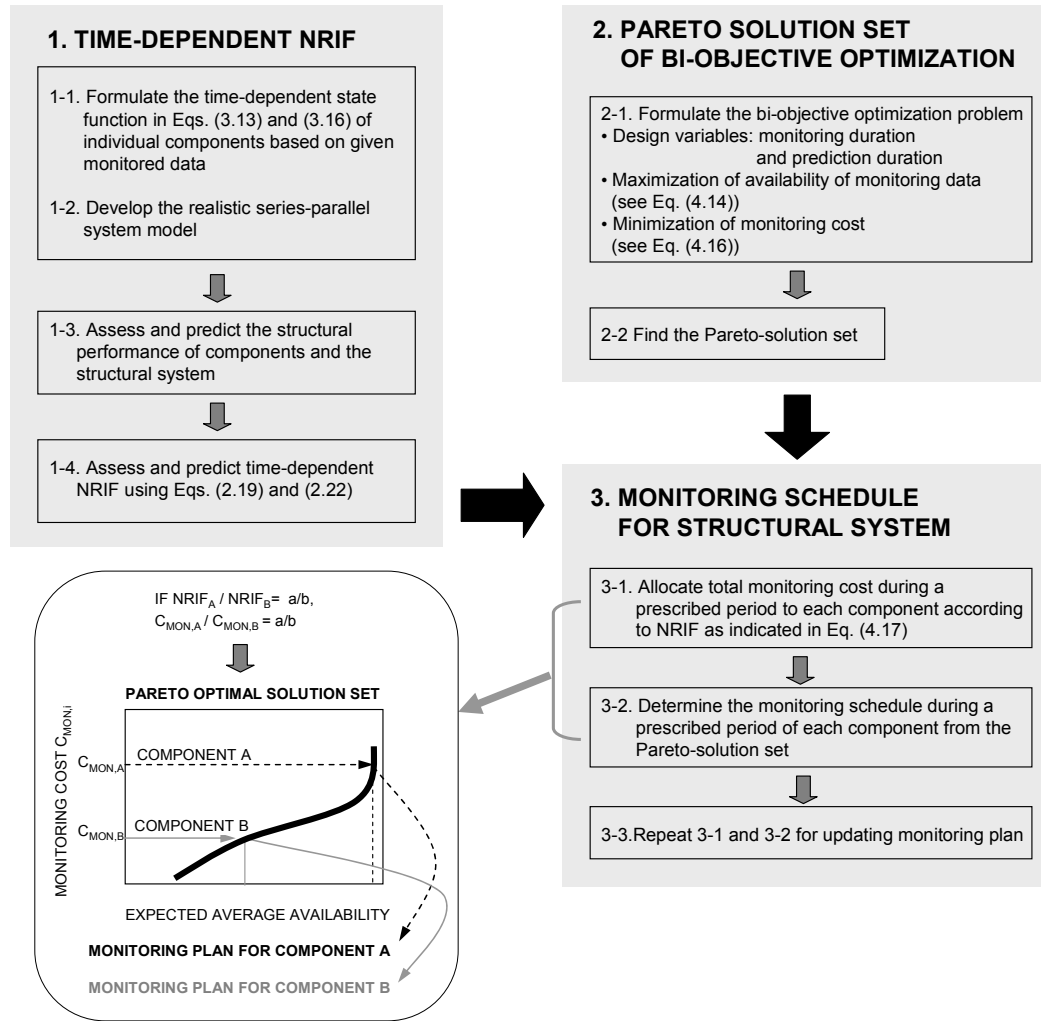 1. TIME-DEPENDENT NRIF
1-1. Formulate the time-dependent state
function in Eqs. (3.13) and (3.16) of
individual components based on given
monitored data
1-2. Develop the realistic series-parallel
system model
1-3. Assess and predict the structural
performance of components and the
structural system
1-4. Assess and predict time-dependent
NRIF using Eqs. (2.19) and (2.22)
2. PARETO SOLUTION SET
OF BI-OBJECTIVE OPTIMIZATION
2-1. Formulate the bi-objective optimization problem
• Design variables: monitoring duration
and prediction duration
• Maximization of availability of monitoring data
(see Eq. (4.14))
• Minimization of monitoring cost
(see Eq. (4.16))
2-2 Find the Pareto-solution set
3. MONITORING SCHEDULE
FOR STRUCTURAL SYSTEM
3-1. Allocate total monitoring cost during a
prescribed period to each component according
to NRIF as indicated in Eq. (4.17)
3-2. Determine the monitoring schedule during a
prescribed period of each component from the
Pareto-solution set
3-3.Repeat 3-1 and 3-2 for updating monitoring plan
IF NRIF_A / NRIF_B= a/b,
C_MON,A / C_MON,B = a/b
PARETO OPTIMAL SOLUTION SET
MONITORING COST C_MON,i
C_MON,A
COMPONENT A
C_MON,B
COMPONENT B
EXPECTED AVERAGE AVAILABILITY
MONITORING PLAN FOR COMPONENT A
MONITORING PLAN FOR COMPONENT B